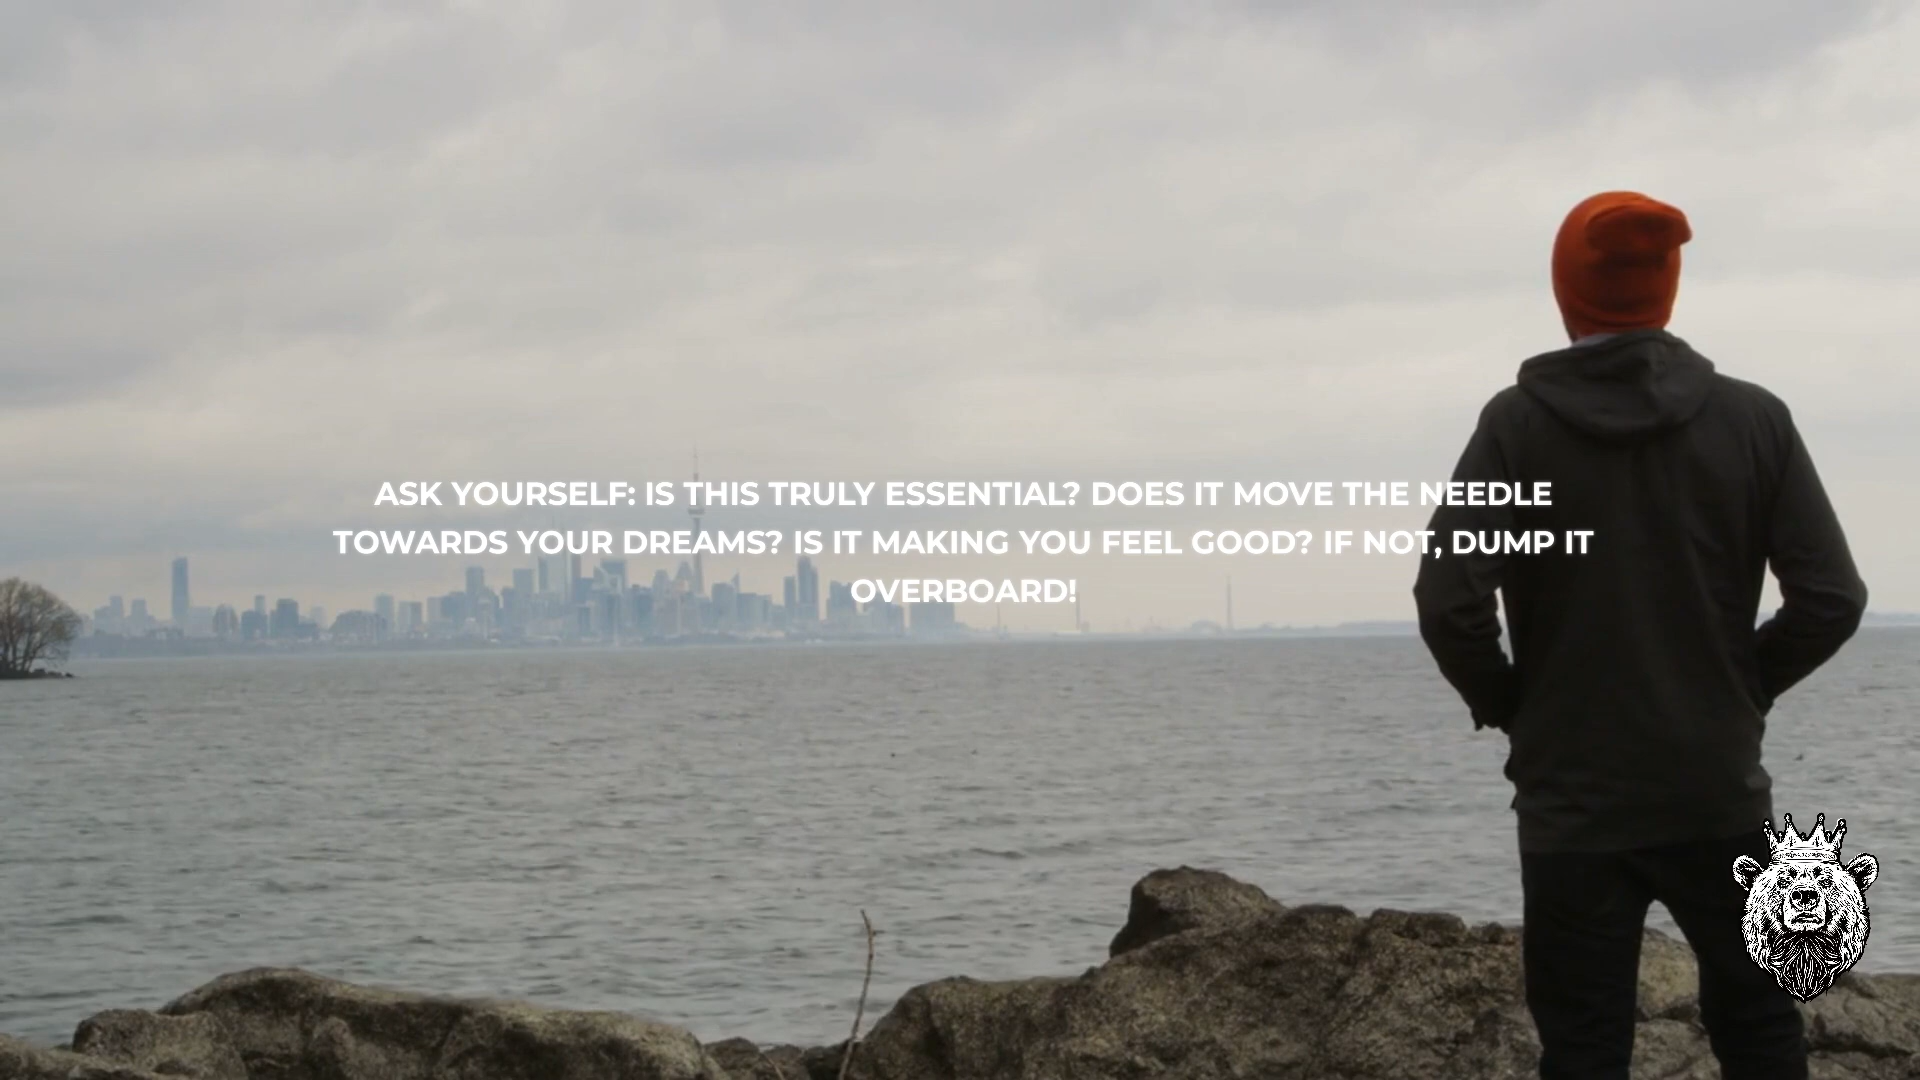 ASK YOURSELF: IS THIS TRULY ESSENTIAL? DOES IT MOVE THE NEEDLE
TOWARDS YOUR DREAMS? IS IT MAKING YOU FEEL GOOD? IF NOT, DUMP IT
OVERBOARD!